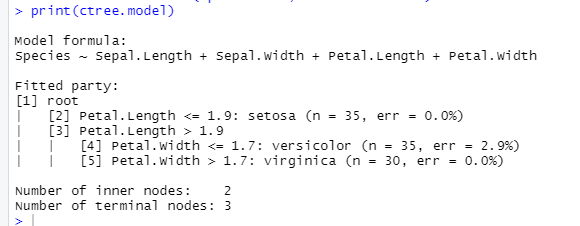 > print(ctree.model)
Model formula:
Species ~ Sepal.Length + Sepal.Width + Petal.Length + Petal.Width
Fitted party:
[1] root
|   [2] Petal.Length <= 1.9: setosa (n = 35, err = 0.0%)
|   [3] Petal.Length > 1.9
|   |   [4] Petal.Width <= 1.7: versicolor (n = 35, err = 2.9%)
|   |   [5] Petal.Width > 1.7: virginica (n = 30, err = 0.0%)
Number of inner nodes:    2
Number of terminal nodes: 3
>